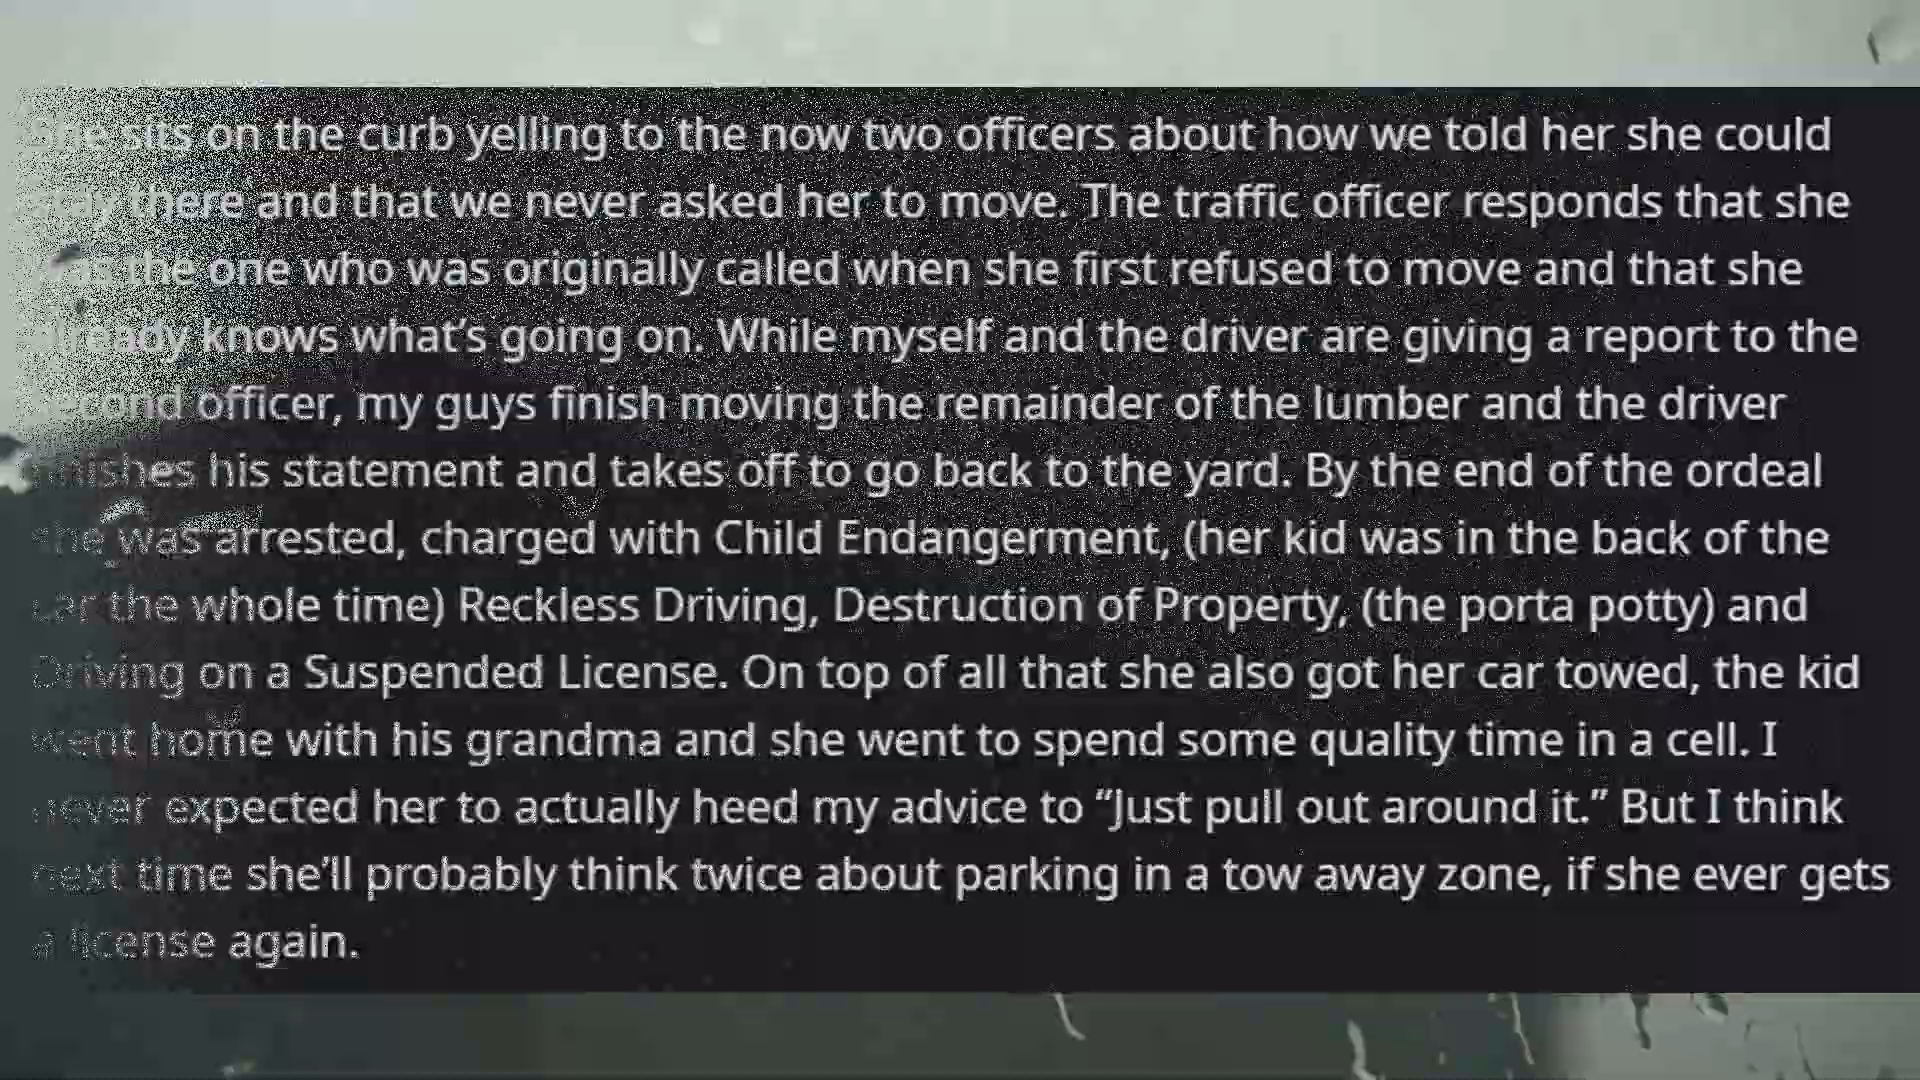 She sits on the curb yelling to the now two officers about how we told her she could
stay there and that we never asked her to move. The traffic officer responds that she
was the one who was originally called when she first refused to move and that she
already knows what’s going on. While myself and the driver are giving a report to the
second officer, my guys finish moving the remainder of the lumber and the driver
finishes his statement and takes off to go back to the yard. By the end of the ordeal
she was arrested, charged with Child Endangerment, (her kid was in the back of the
car the whole time) Reckless Driving, Destruction of Property, (the porta potty) and
Driving on a Suspended License. On top of all that she also got her car towed, the kid
went home with his grandma and she went to spend some quality time in a cell. I
never expected her to actually heed my advice to “Just pull out around it.” But I think
next time she’ll probably think twice about parking in a tow away zone, if she ever gets
a license again.